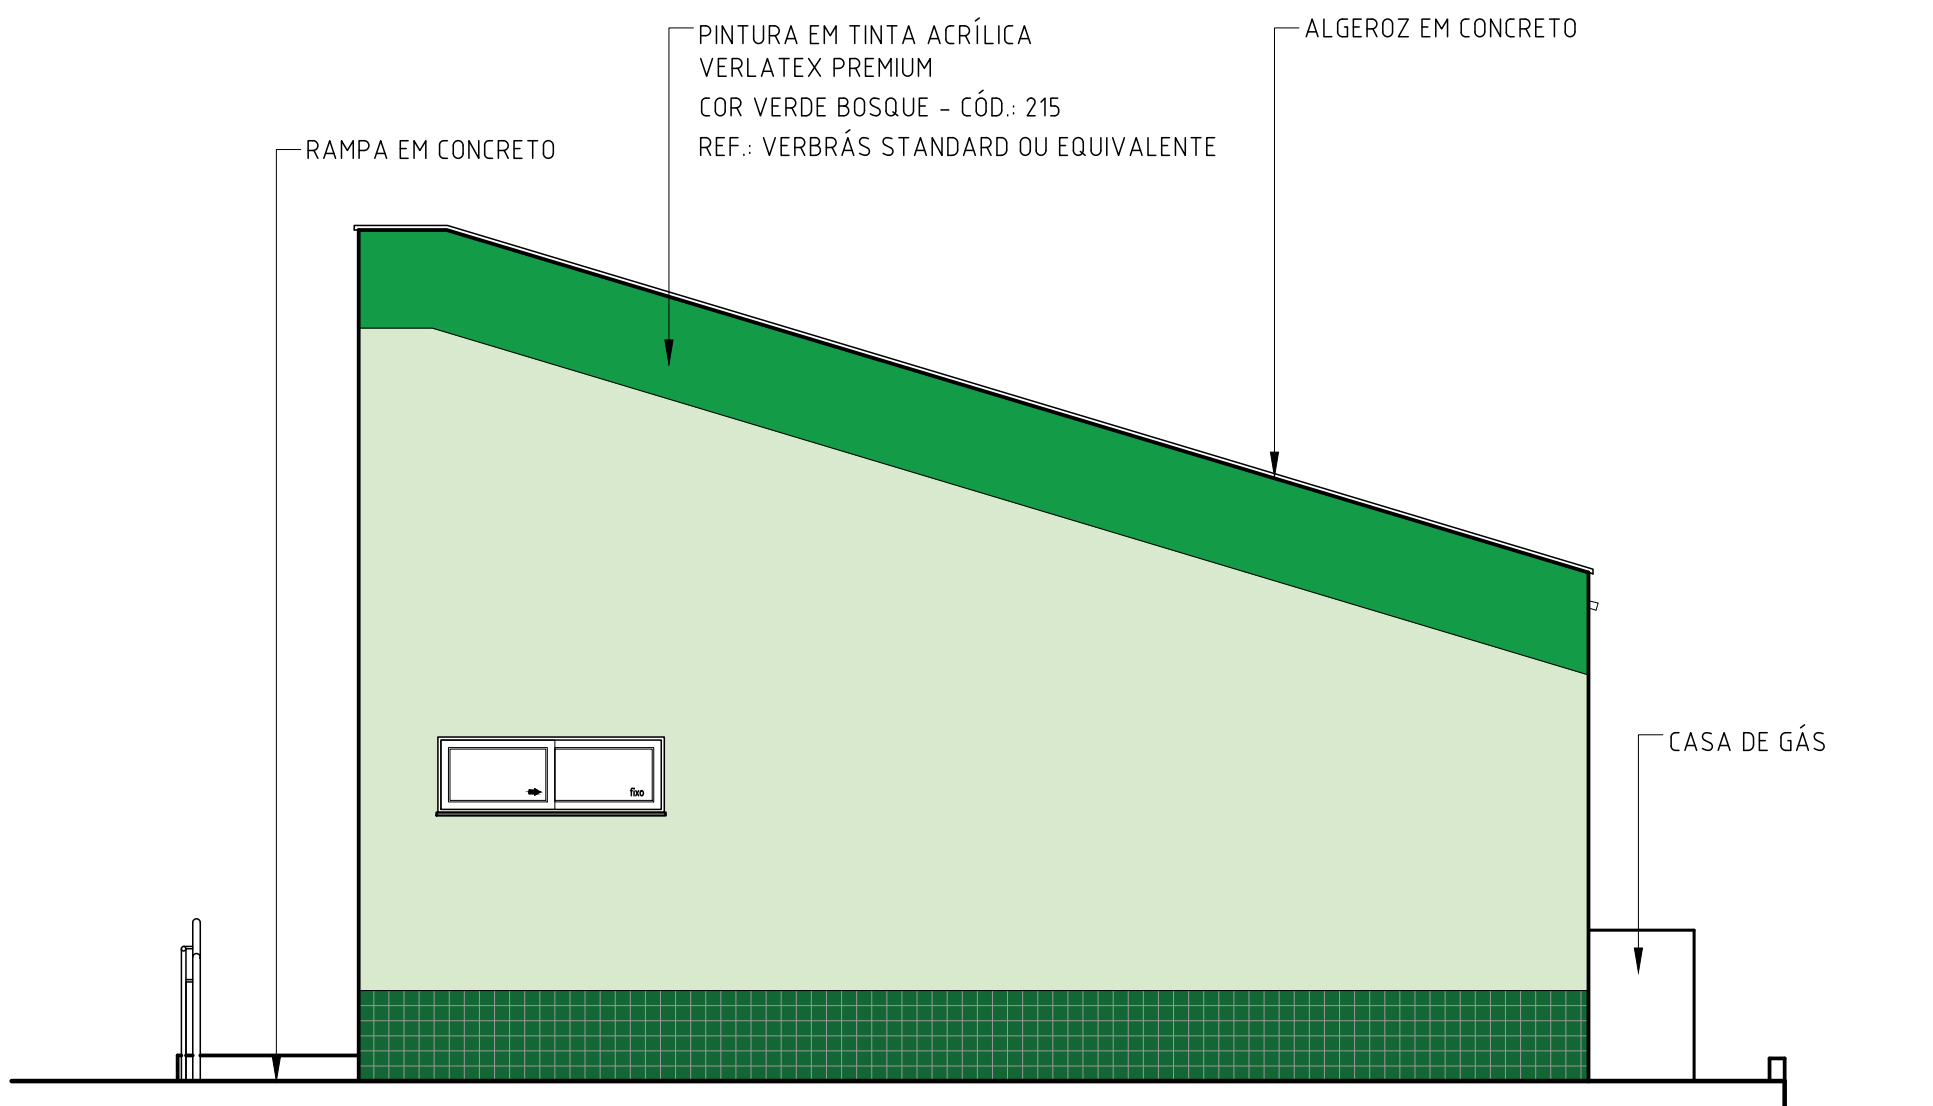 PINTURA EM TINTA ACRÍLICA
VERLATEX PREMIUM
COR VERDE BOSQUE - CÓD.: 215
REF.: VERBRÁS STANDARD OU EQUIVALENTE
ALGEROZ EM CONCRETO
RAMPA EM CONCRETO
CASA DE GÁS
fixo